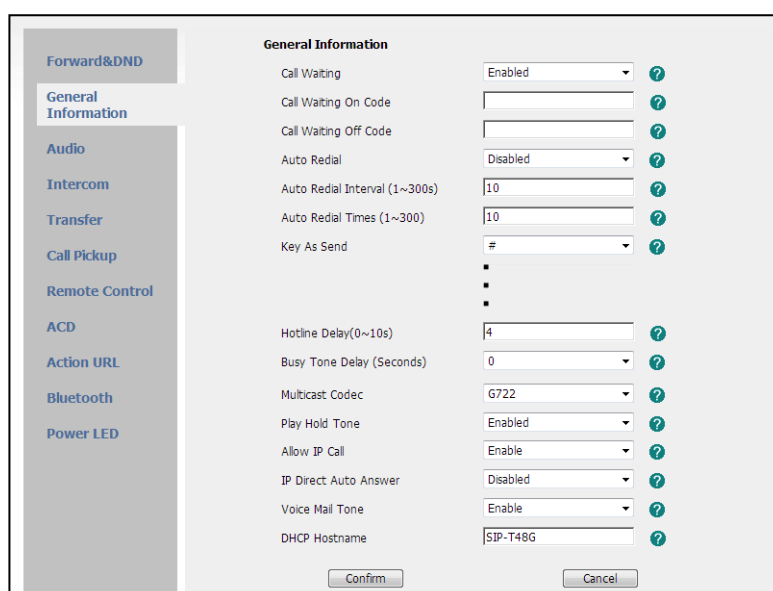 Forward&DND
General
Information
Audio
Intercom
Transfer
Call Pickup
Remote Control
ACD
Action URL
Bluetooth
Power LED
General Information
Call Waiting Enabled ?
Call Waiting On Code ?
Call Waiting Off Code ?
Auto Redial Disabled ?
Auto Redial Interval (1~300s) 10 ?
Auto Redial Times (1~300) 10 ?
Key As Send # ?
Hotline Delay(0~10s) 4 ?
Busy Tone Delay (Seconds) 0 ?
Multicast Codec G722 ?
Play Hold Tone Enabled ?
Allow IP Call Enable ?
IP Direct Auto Answer Disabled ?
Voice Mail Tone Enable ?
DHCP Hostname SIP-T48G ?
Confirm Cancel